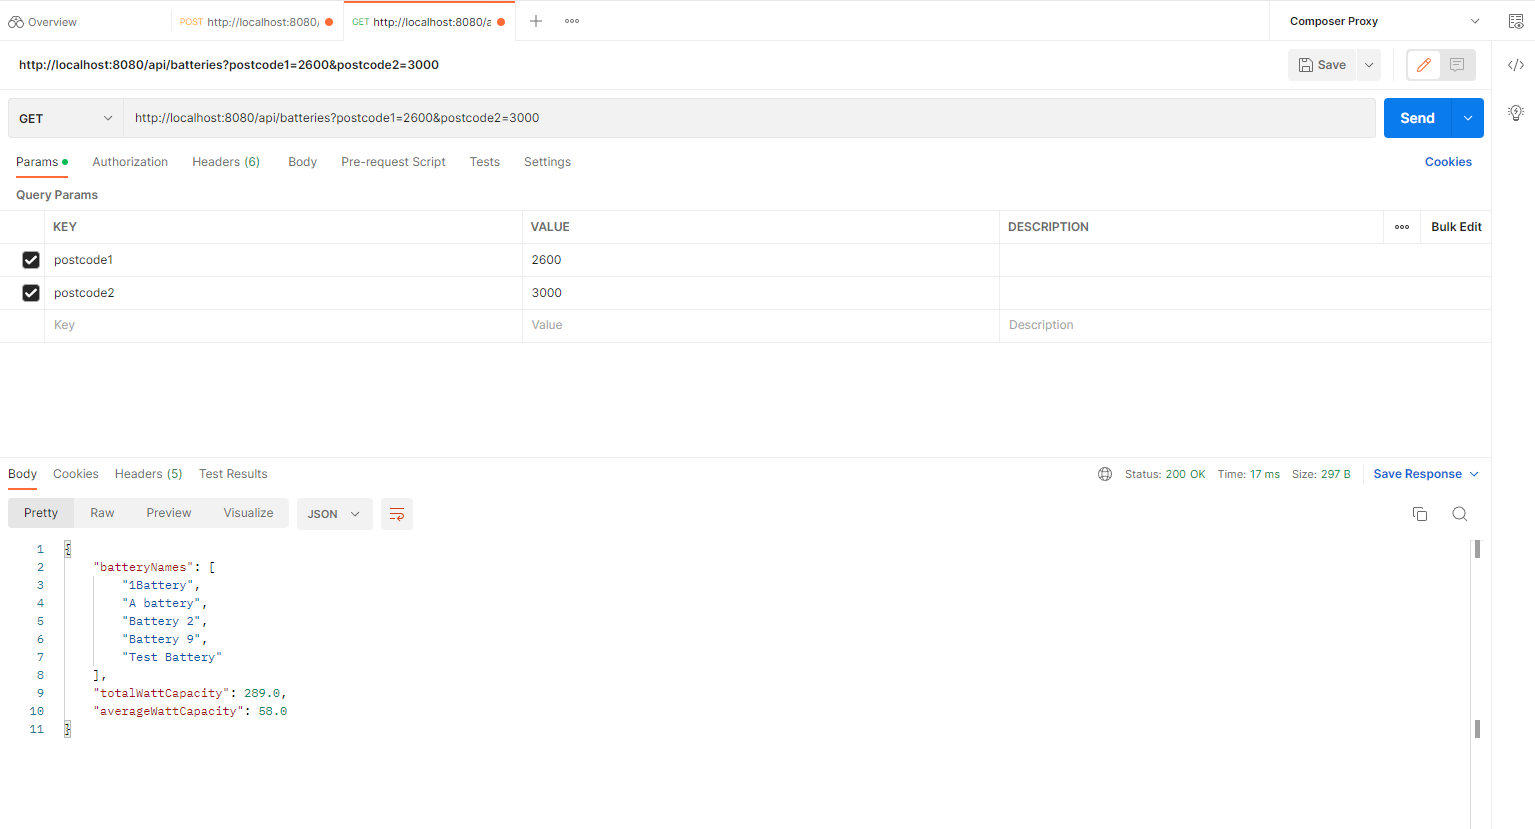 Overview
POST http://localhost:8080/
GET http://localhost:8080/a
Composer Proxy
http://localhost:8080/api/batteries?postcode1=2600&postcode2=3000
Save
GET
http://localhost:8080/api/batteries?postcode1=2600&postcode2=3000
Send
Params Authorization Headers (6) Body Pre-request Script Tests Settings Cookies
Query Params
KEY VALUE DESCRIPTION Bulk Edit
postcode1 2600
postcode2 3000
Key Value Description
Body Cookies Headers (5) Test Results Status: 200 OK Time: 17 ms Size: 297 B Save Response
Pretty Raw Preview Visualize JSON
1 {
2 "batteryNames": [
3 "1Battery",
4 "A battery",
5 "Battery 2",
6 "Battery 9",
7 "Test Battery"
8 ],
9 "totalWattCapacity": 289.0,
10 "averageWattCapacity": 58.0
11 }